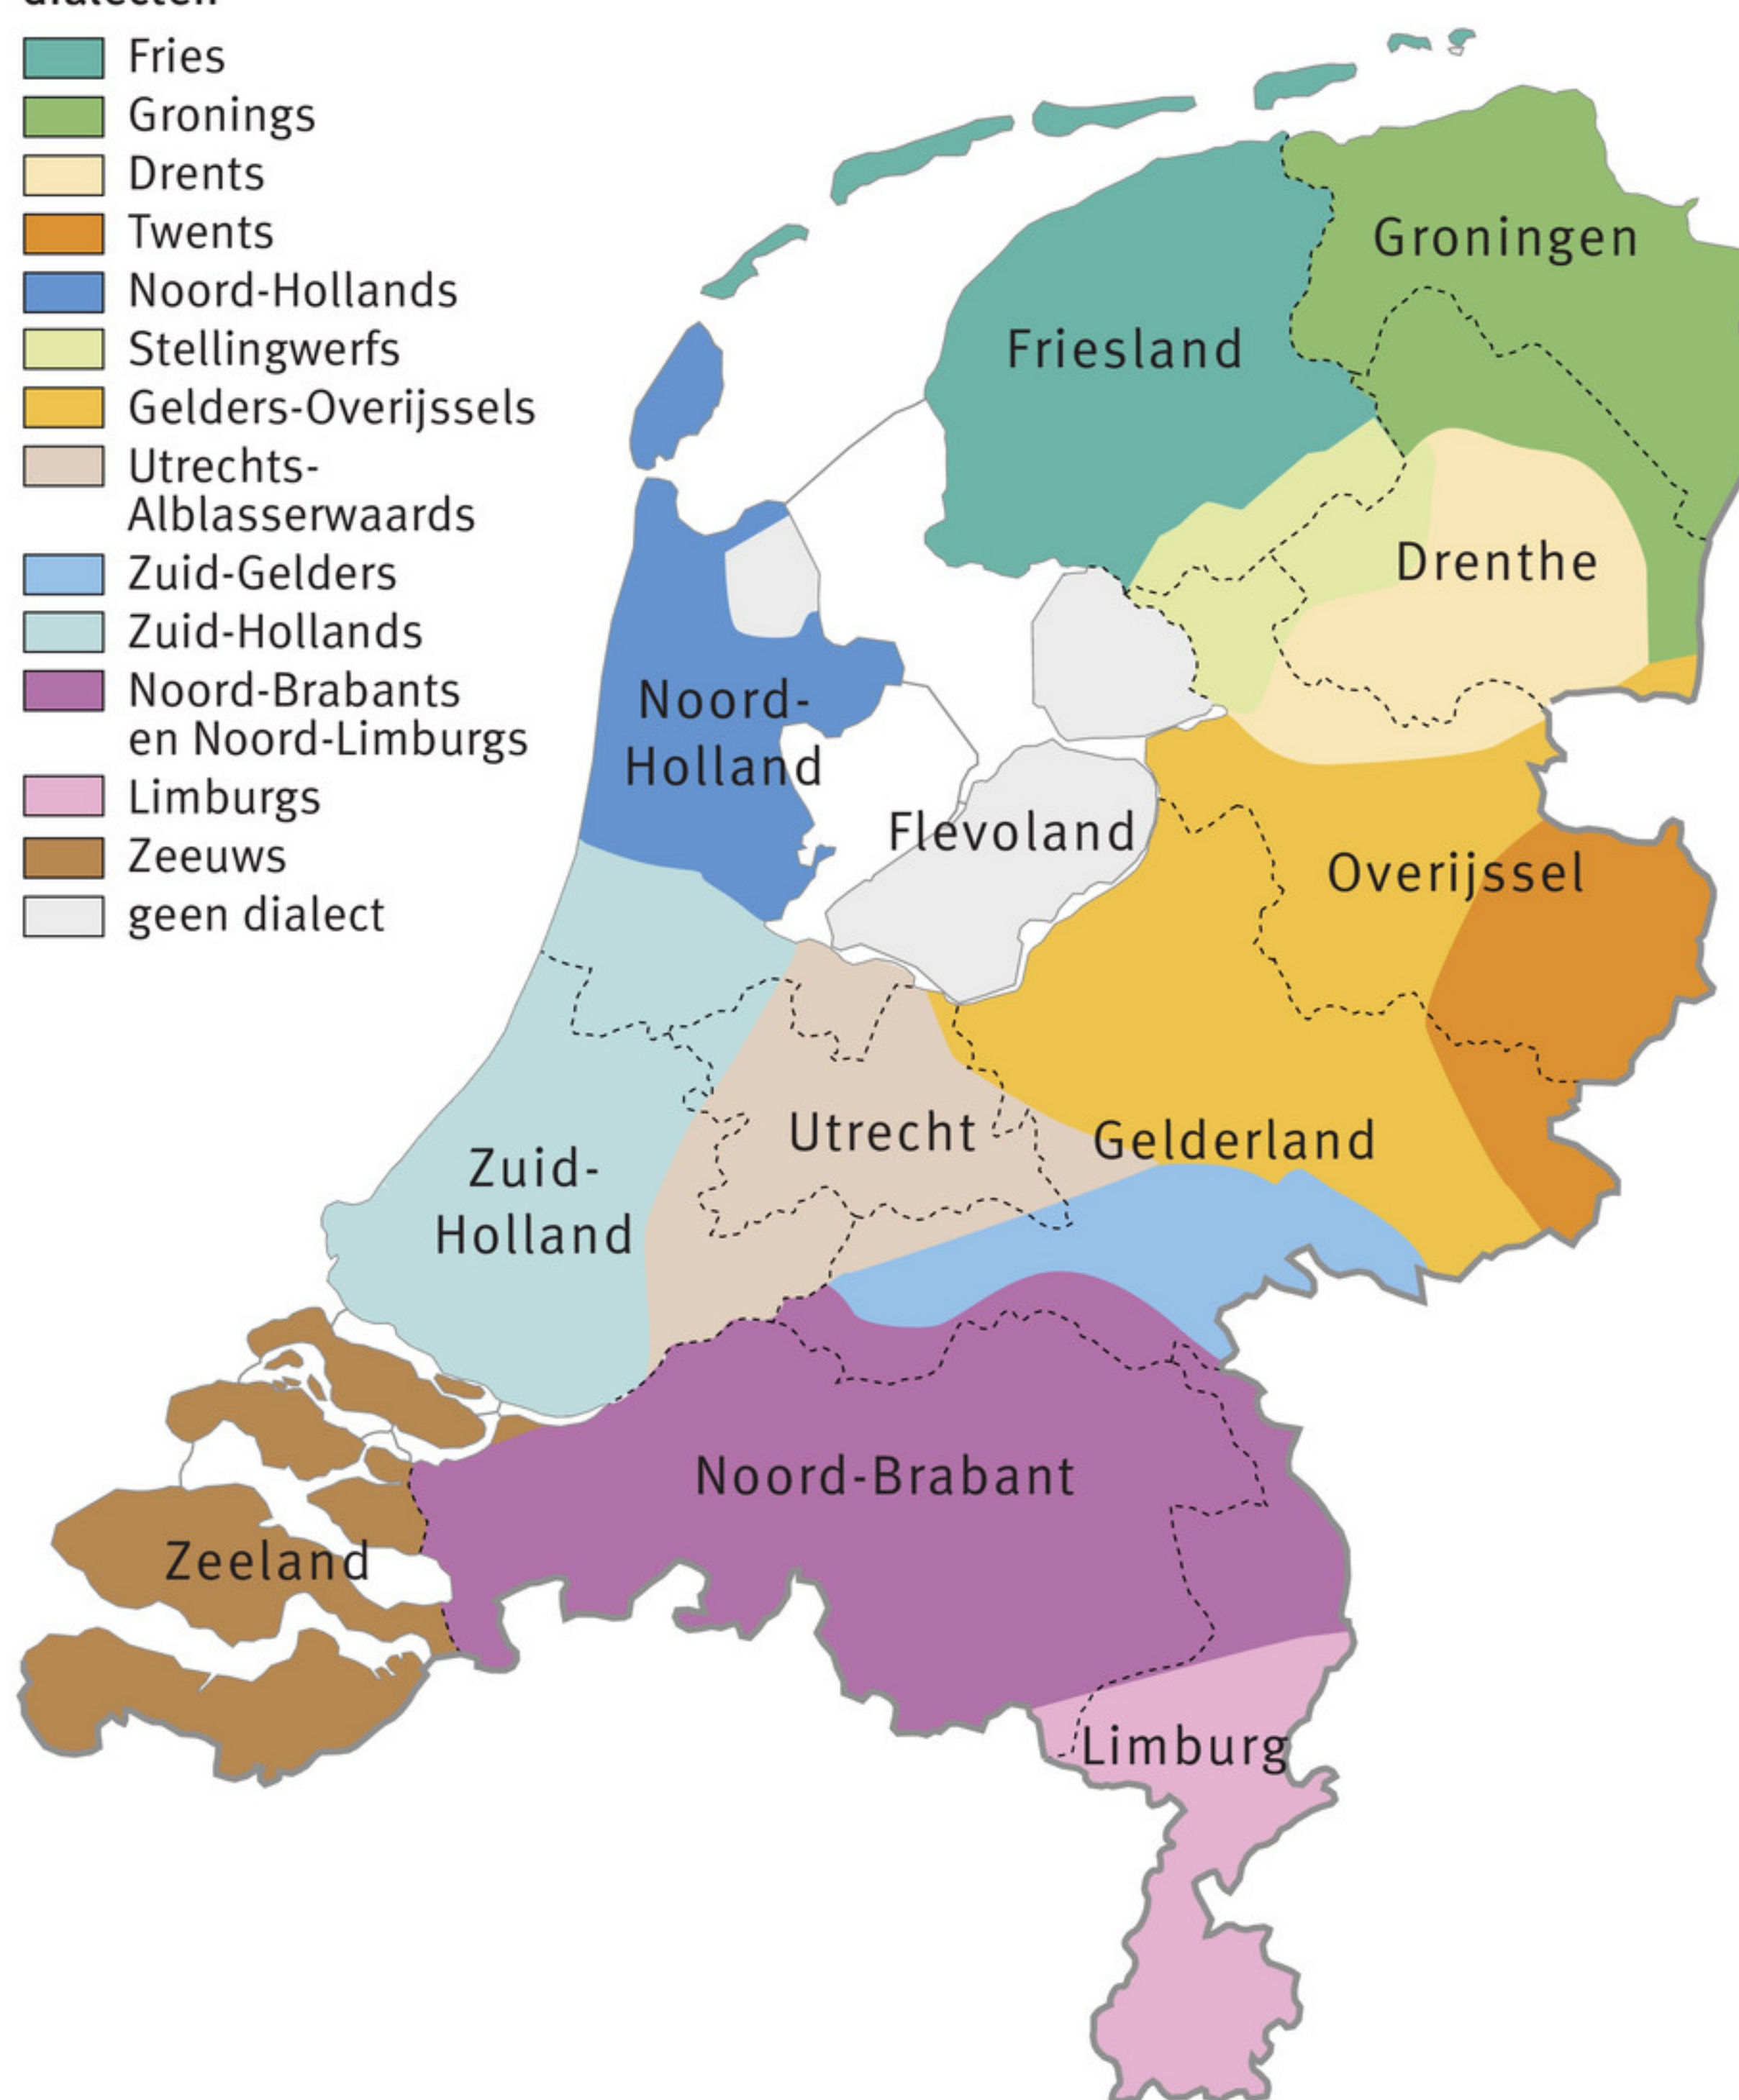 dialecten
Fries
Gronings
Drents
Twents
Noord-Hollands
Stellingwerfs
Gelders-Overijssels
Utrechts-
Alblasserwaards
Zuid-Gelders
Zuid-Hollands
Noord-Brabants
en Noord-Limburgs
Limburgs
Zeeuws
geen dialect
Groningen
Friesland
Drenthe
Noord-
Holland
Flevoland
Overijssel
Utrecht
Gelderland
Zuid-
Holland
Noord-Brabant
Zeeland
Limburg